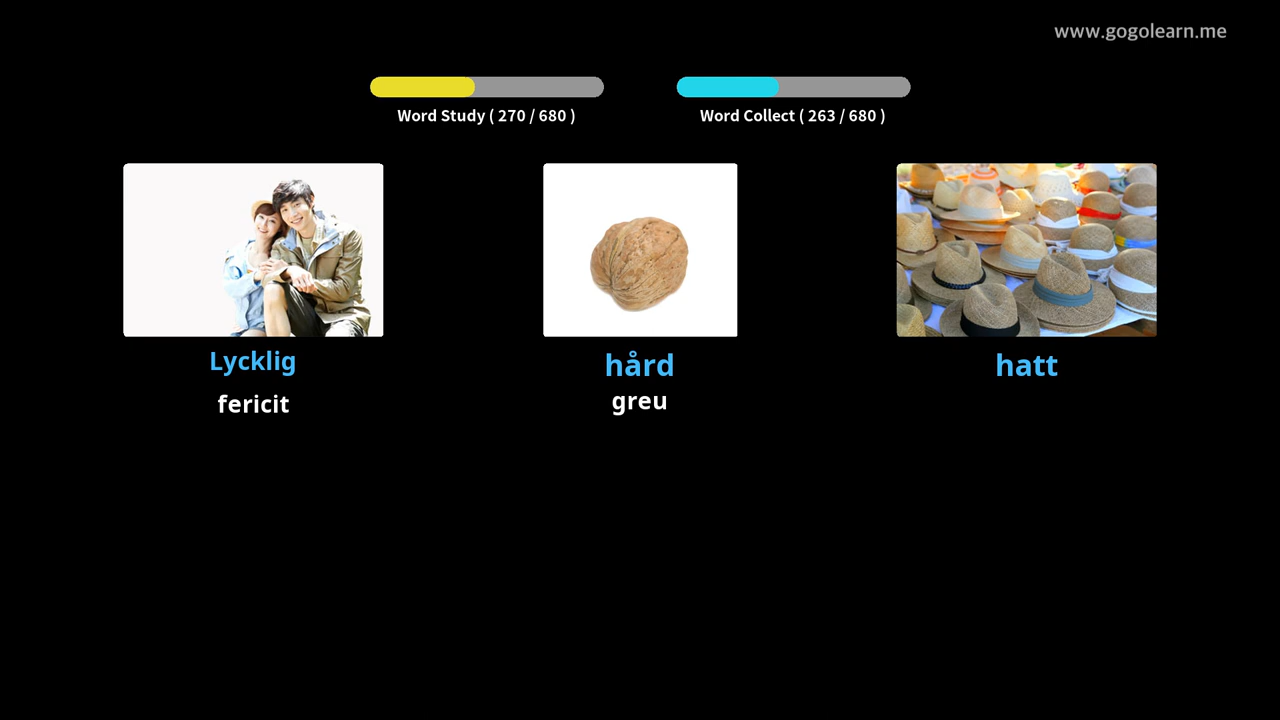 www.gogolearn.me
Word Study ( 270 / 680 )
Word Collect ( 263 / 680 )
Lycklig
fericit
hård
greu
hatt